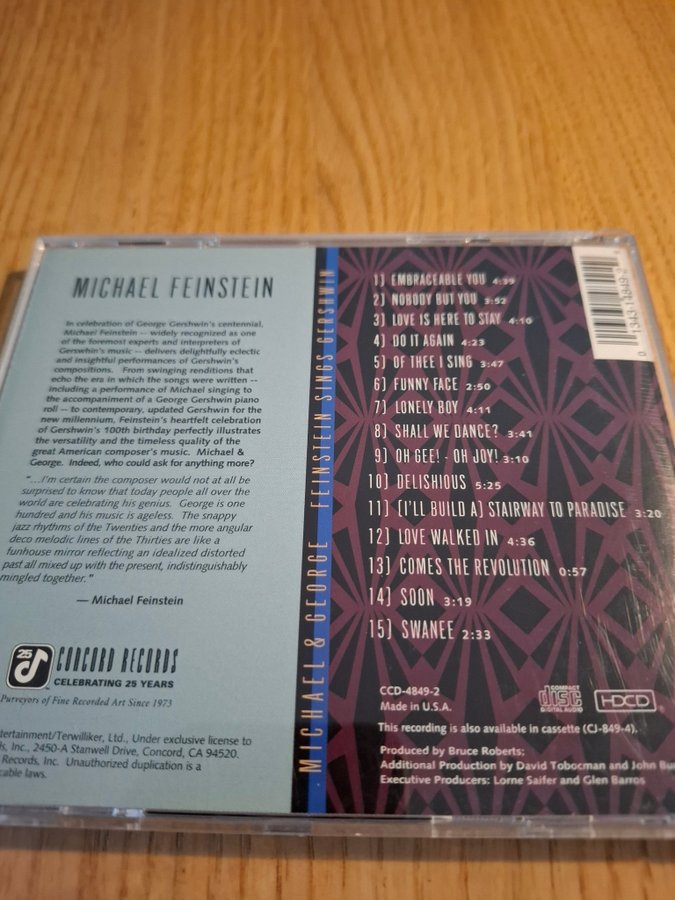 MICHAEL FEINSTEIN
In celebration of George Gershwin's centennial,
Michael Feinstein -- widely recognized as one of
the foremost experts and interpreters of
Gerswhin's music -- delivers delightfully eclectic
and insightful performances of Gershwin's
compositions. From swinging renditions that
echo the era in which the songs were written --
including a performance of Michael singing to
the accompaniment of a George Gershwin piano
roll -- to contemporary, updated Gershwin for the
new millennium, Feinstein's heartfelt celebration
of Gershwin's 100th birthday perfectly illustrates
the versatility and the timeless quality of the
great American composer's music. Michael &
George. Indeed, who could ask for anything more?
"...I'm certain the composer would not at all be
surprised to know that today people all over the
world are celebrating his genius. George is one
hundred and his music is ageless. The snappy
jazz rhythms of the Twenties and the more angular
deco melodic lines of the Thirties are like a
funhouse mirror reflecting an idealized distorted
past all mixed up with the present, indistinguishably
mingled together."
— Michael Feinstein
25
CONCORD RECORDS
CELEBRATING 25 YEARS
Purveyors of Fine Recorded Art Since 1973
Terwilliker, Ltd., Under exclusive license to
Inc., 2450-A Stanwell Drive, Concord, CA 94520.
Records, Inc. Unauthorized duplication is a
laws.
MICHAEL & GEORGE FEINSTEIN SINGS GERSHWIN
1) EMBRACEABLE YOU 4:39
2) NOBODY BUT YOU 3:52
3) LOVE IS HERE TO STAY 4:10
4) DO IT AGAIN 4:23
5) OF THEE I SING 3:47
6) FUNNY FACE 2:50
7) LONELY BOY 4:11
8) SHALL WE DANCE? 3:41
9) OH GEE! - OH JOY! 3:10
10) DELISHIOUS 5:25
11) (I'LL BUILD A) STAIRWAY TO PARADISE 3:20
12) LOVE WALKED IN 4:36
13) COMES THE REVOLUTION 0:57
14) SOON 3:19
15) SWANEE 2:33
CCD-4849-2
Made in U.S.A.
COMPACT
disc
DIGITAL AUDIO
HDCD
This recording is also available in cassette (CJ-849-4).
Produced by Bruce Roberts;
Additional Production by David Tobocman and John
Executive Producers: Lorne Saifer and Glen Barros
0 13431-4849-2